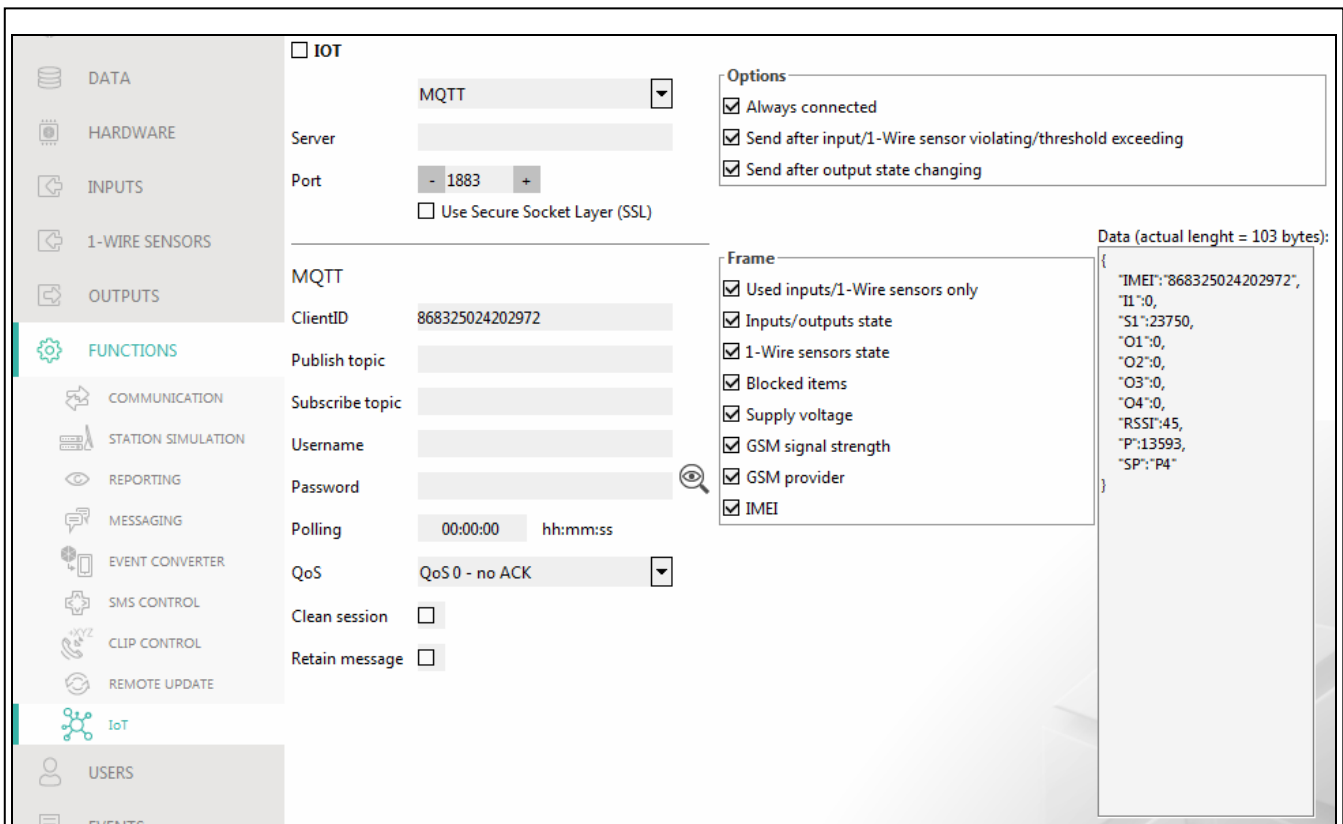 DATA
HARDWARE
INPUTS
1-WIRE SENSORS
OUTPUTS
FUNCTIONS
COMMUNICATION
STATION SIMULATION
REPORTING
MESSAGING
EVENT CONVERTER
SMS CONTROL
+XYZ
CLIP CONTROL
REMOTE UPDATE
IoT
USERS
EVENTS
IOT
MQTT
Server
Port - 1883 +
Use Secure Socket Layer (SSL)
MQTT
ClientID 868325024202972
Publish topic
Subscribe topic
Username
Password
Polling 00:00:00 hh:mm:ss
QoS QoS 0 - no ACK
Clean session
Retain message
Options
Always connected
Send after input/1-Wire sensor violating/threshold exceeding
Send after output state changing
Frame
Used inputs/1-Wire sensors only
Inputs/outputs state
1-Wire sensors state
Blocked items
Supply voltage
GSM signal strength
GSM provider
IMEI
Data (actual lenght = 103 bytes):
{
"IMEI":"868325024202972",
"I1":0,
"S1":23750,
"O1":0,
"O2":0,
"O3":0,
"O4":0,
"RSSI":45,
"P":13593,
"SP":"P4"
}